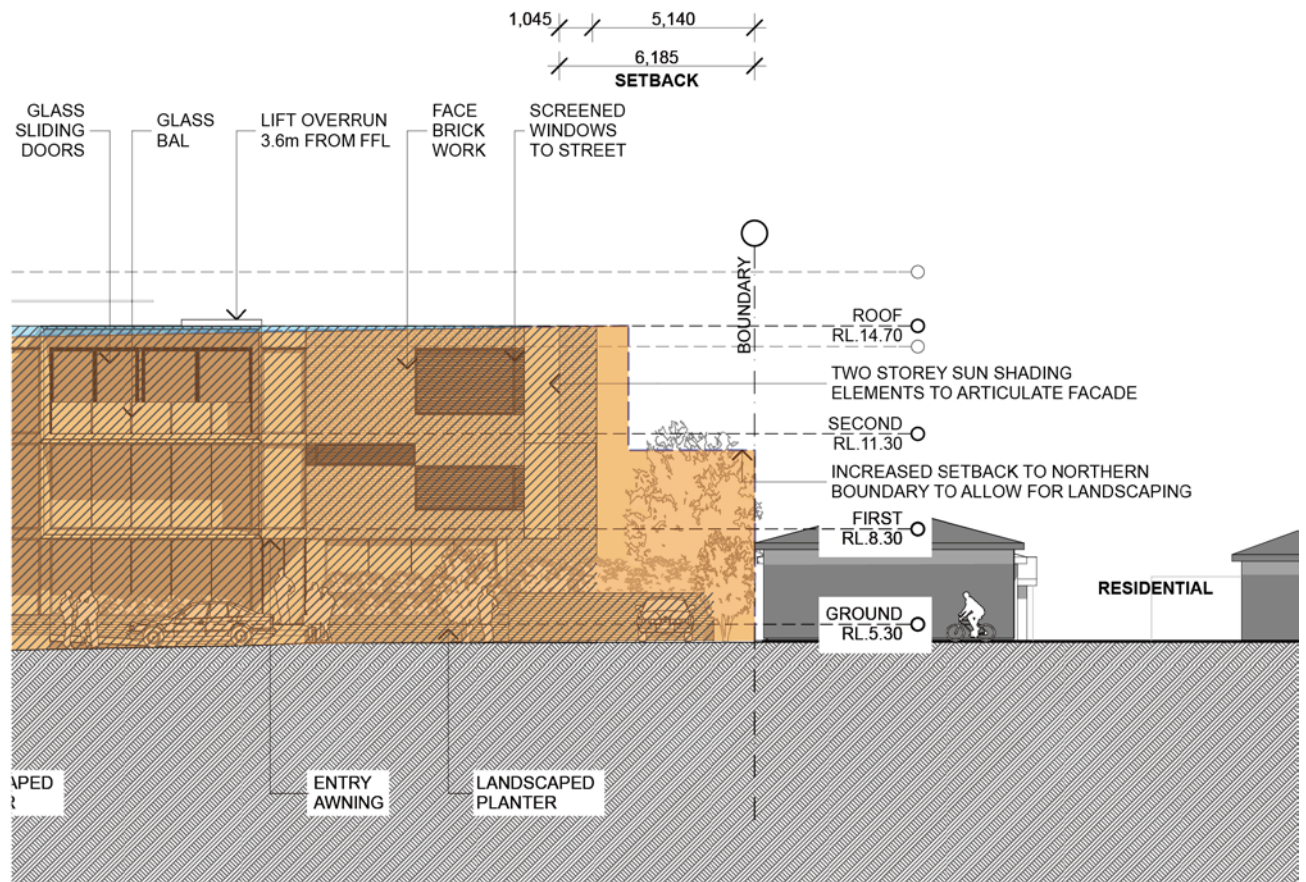 1,045 5,140
6,185
SETBACK
GLASS
SLIDING
DOORS
GLASS
BAL
LIFT OVERRUN
3.6m FROM FFL
FACE
BRICK
WORK
SCREENED
WINDOWS
TO STREET
BOUNDARY
ROOF
RL.14.70
TWO STOREY SUN SHADING
ELEMENTS TO ARTICULATE FACADE
SECOND
RL.11.30
INCREASED SETBACK TO NORTHERN
BOUNDARY TO ALLOW FOR LANDSCAPING
FIRST
RL.8.30
RESIDENTIAL
GROUND
RL.5.30
APED
R
ENTRY
AWNING
LANDSCAPED
PLANTER